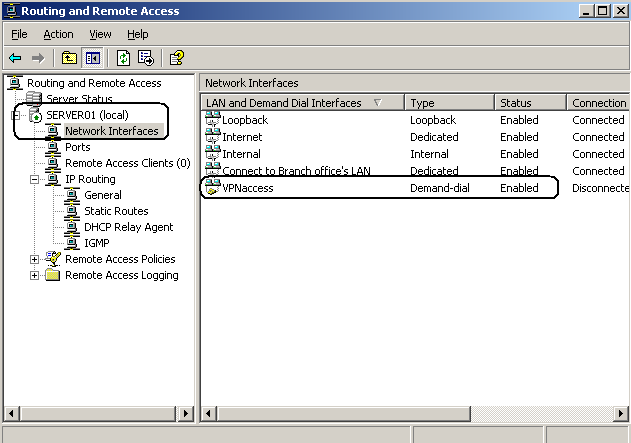 Routing and Remote Access
File Action View Help
Routing and Remote Access
Server Status
SERVER01 (local)
Network Interfaces
Ports
Remote Access Clients (0)
IP Routing
General
Static Routes
DHCP Relay Agent
IGMP
Remote Access Policies
Remote Access Logging
Network Interfaces
LAN and Demand Dial Interfaces Type Status Connection
Loopback Loopback Enabled Connected
Internet Dedicated Enabled Connected
Internal Internal Enabled Connected
Connect to Branch office's LAN Dedicated Enabled Connected
VPNaccess Demand-dial Enabled Disconnecte